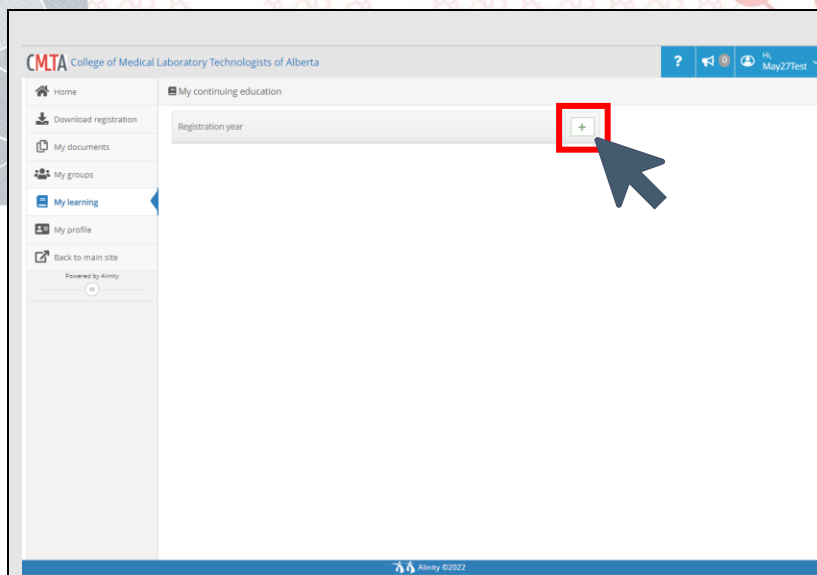 CMLTA College of Medical Laboratory Technologists of Alberta
? 0 Hi, May27Test
Home
My continuing education
Download registration
Registration year +
My documents
My groups
My learning
My profile
Back to main site
Powered by Alinity
«
Alinity ©2022